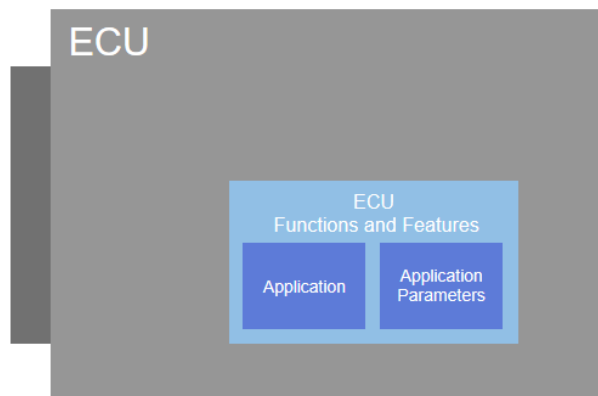 ECU
ECU
Functions and Features
Application
Application
Parameters